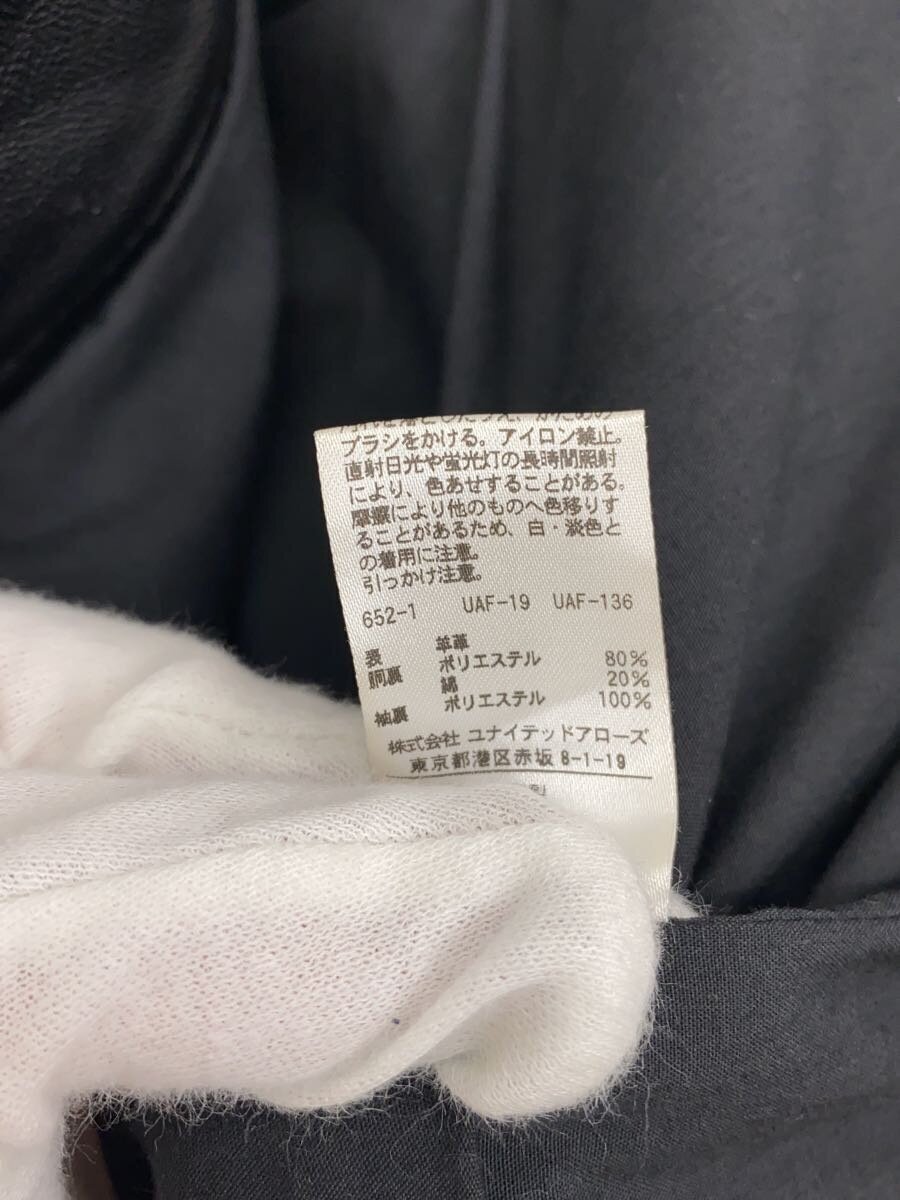 ブラシをかける。アイロン禁止。
直射日光や蛍光灯の長時間照射
により、色あせすることがある。
摩擦により他のものへ色移りす
ることがあるため、白・淡色と
の着用に注意。
引っかけ注意。
652-1 UAF-19 UAF-136
表 羊革
胴裏 ポリエステル 80%
綿 20%
袖裏 ポリエステル 100%
株式会社 ユナイテッドアローズ
東京都港区赤坂 8-1-19